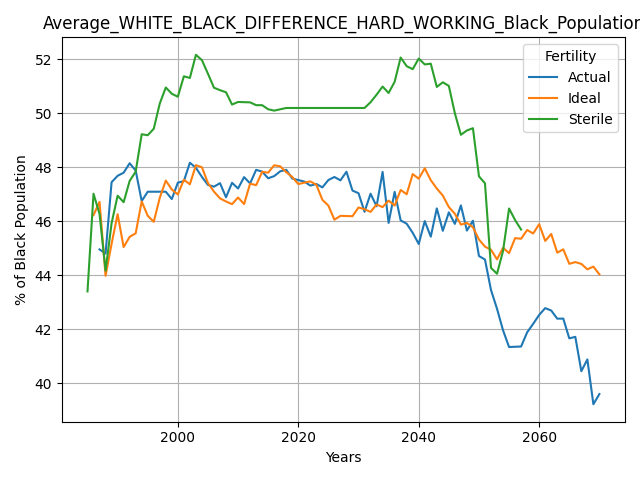 Average_WHITE_BLACK_DIFFERENCE_HARD_WORKING_Black_Population
Fertility
Actual
Ideal
Sterile
% of Black Population
52
50
48
46
44
42
40
2000
2020
2040
2060
Years